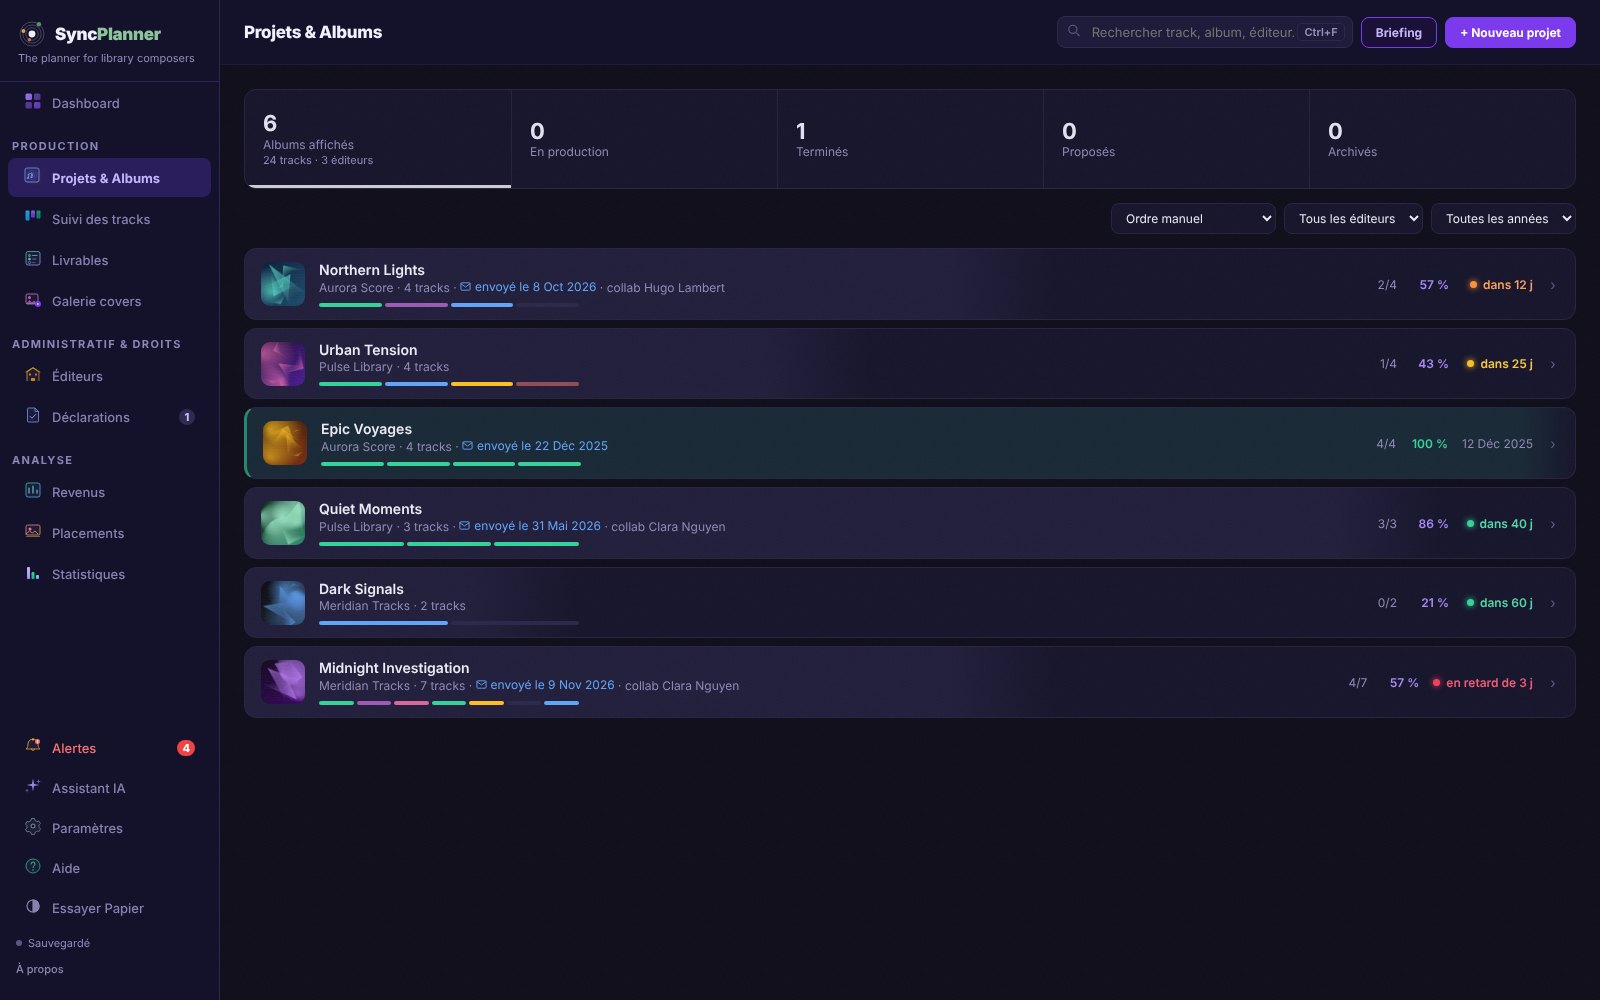 SyncPlanner
The planner for library composers
Dashboard
PRODUCTION
Projets & Albums
Suivi des tracks
Livrables
Galerie covers
ADMINISTRATIF & DROITS
Éditeurs
Déclarations 1
ANALYSE
Revenus
Placements
Statistiques
Alertes 4
Assistant IA
Paramètres
Aide
Essayer Papier
Sauvegardé
À propos
Projets & Albums
Rechercher track, album, éditeur. Ctrl+F
Briefing
+ Nouveau projet
6
Albums affichés
24 tracks · 3 éditeurs
0
En production
1
Terminés
0
Proposés
0
Archivés
Ordre manuel
Tous les éditeurs
Toutes les années
Northern Lights
Aurora Score · 4 tracks · envoyé le 8 Oct 2026 · collab Hugo Lambert
2/4 57 % dans 12 j
Urban Tension
Pulse Library · 4 tracks
1/4 43 % dans 25 j
Epic Voyages
Aurora Score · 4 tracks · envoyé le 22 Déc 2025
4/4 100 % 12 Déc 2025
Quiet Moments
Pulse Library · 3 tracks · envoyé le 31 Mai 2026 · collab Clara Nguyen
3/3 86 % dans 40 j
Dark Signals
Meridian Tracks · 2 tracks
0/2 21 % dans 60 j
Midnight Investigation
Meridian Tracks · 7 tracks · envoyé le 9 Nov 2026 · collab Clara Nguyen
4/7 57 % en retard de 3 j